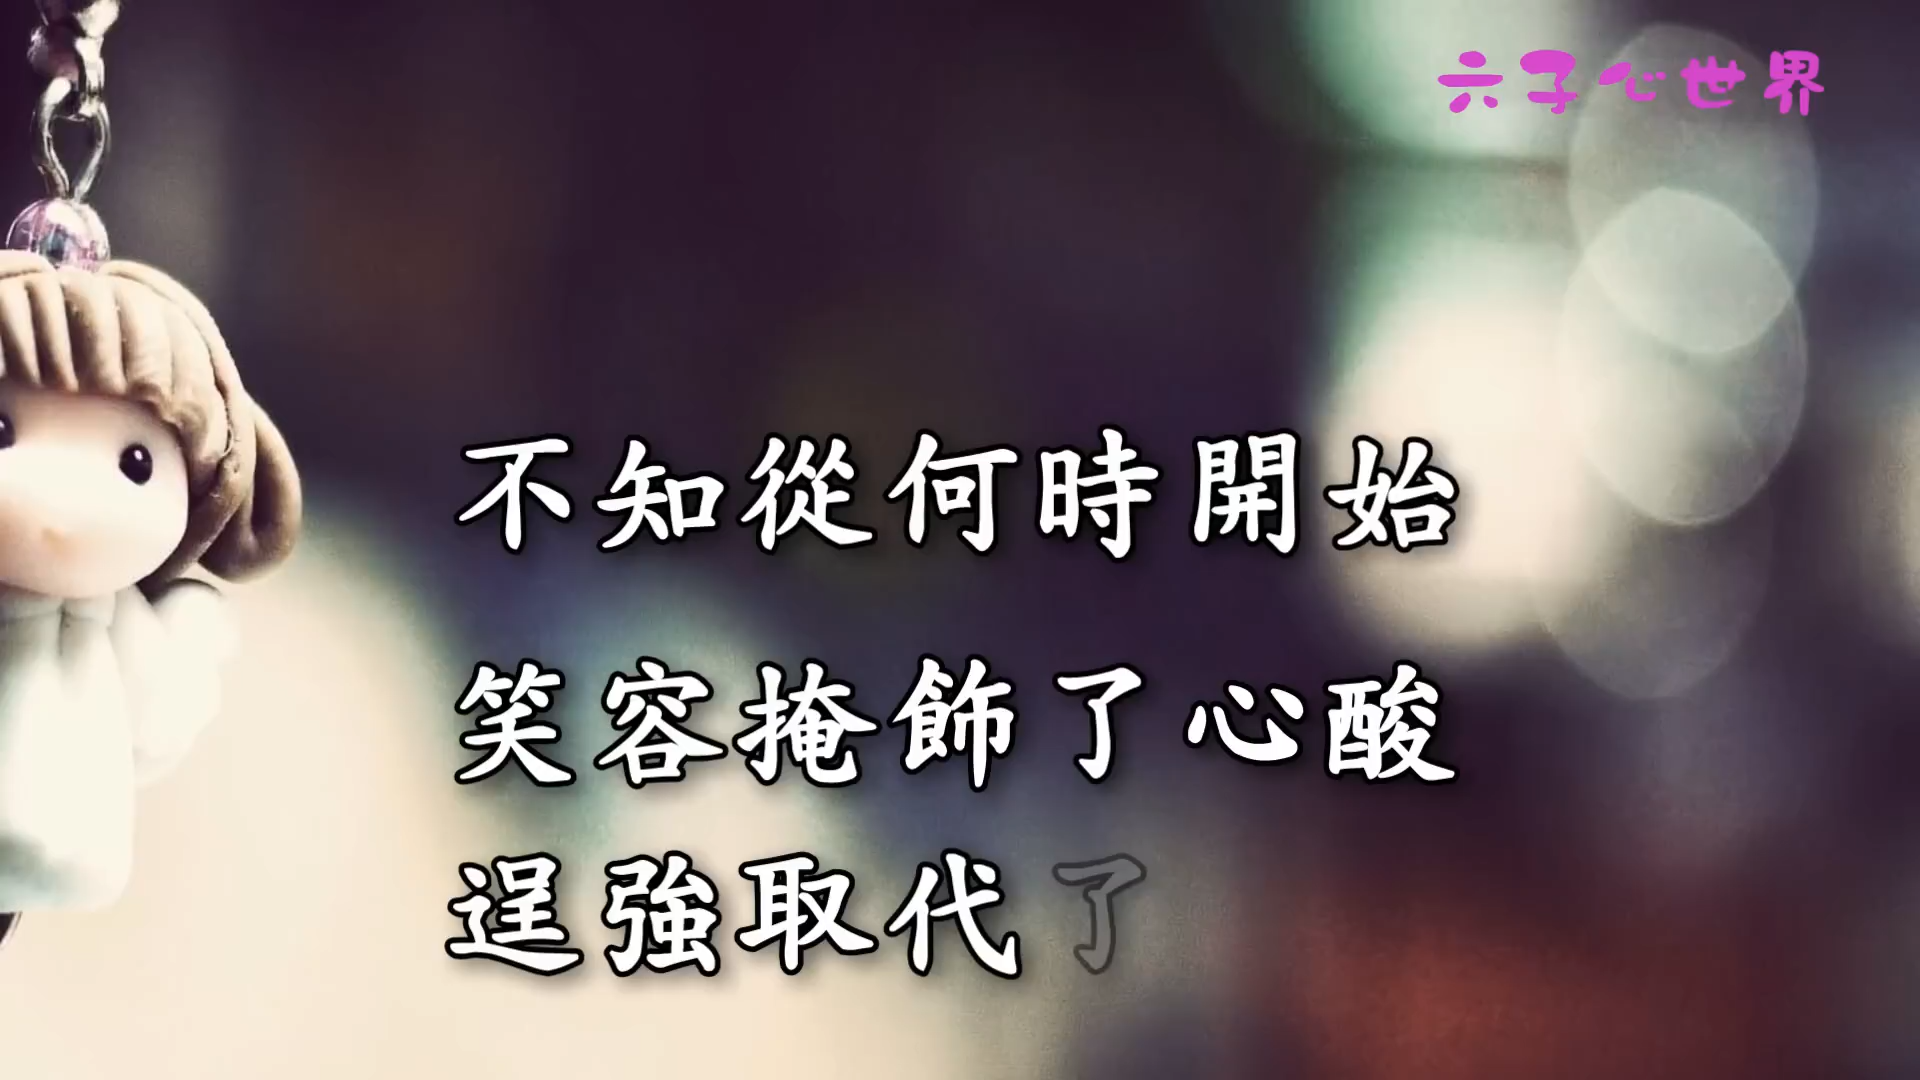 六子心世界
不知從何時開始
笑容掩飾了心酸
逞強取代了